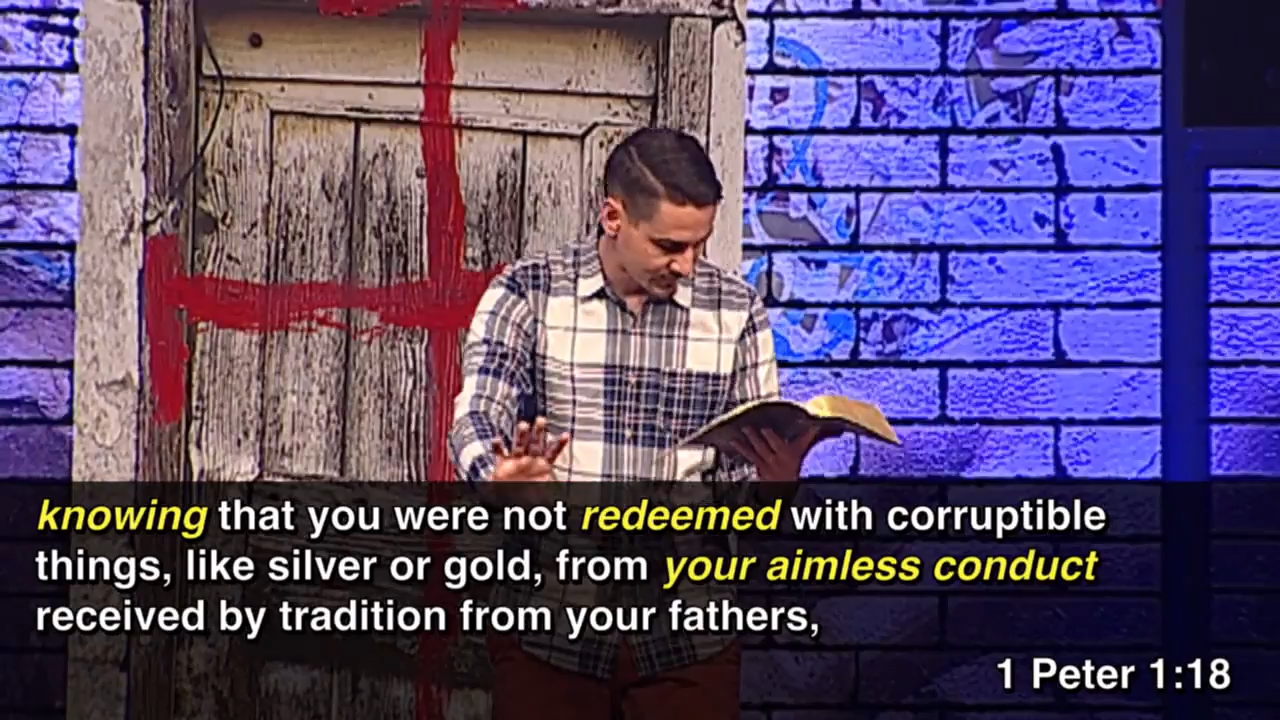 knowing that you were not redeemed with corruptible
things, like silver or gold, from your aimless conduct
received by tradition from your fathers,
1 Peter 1:18